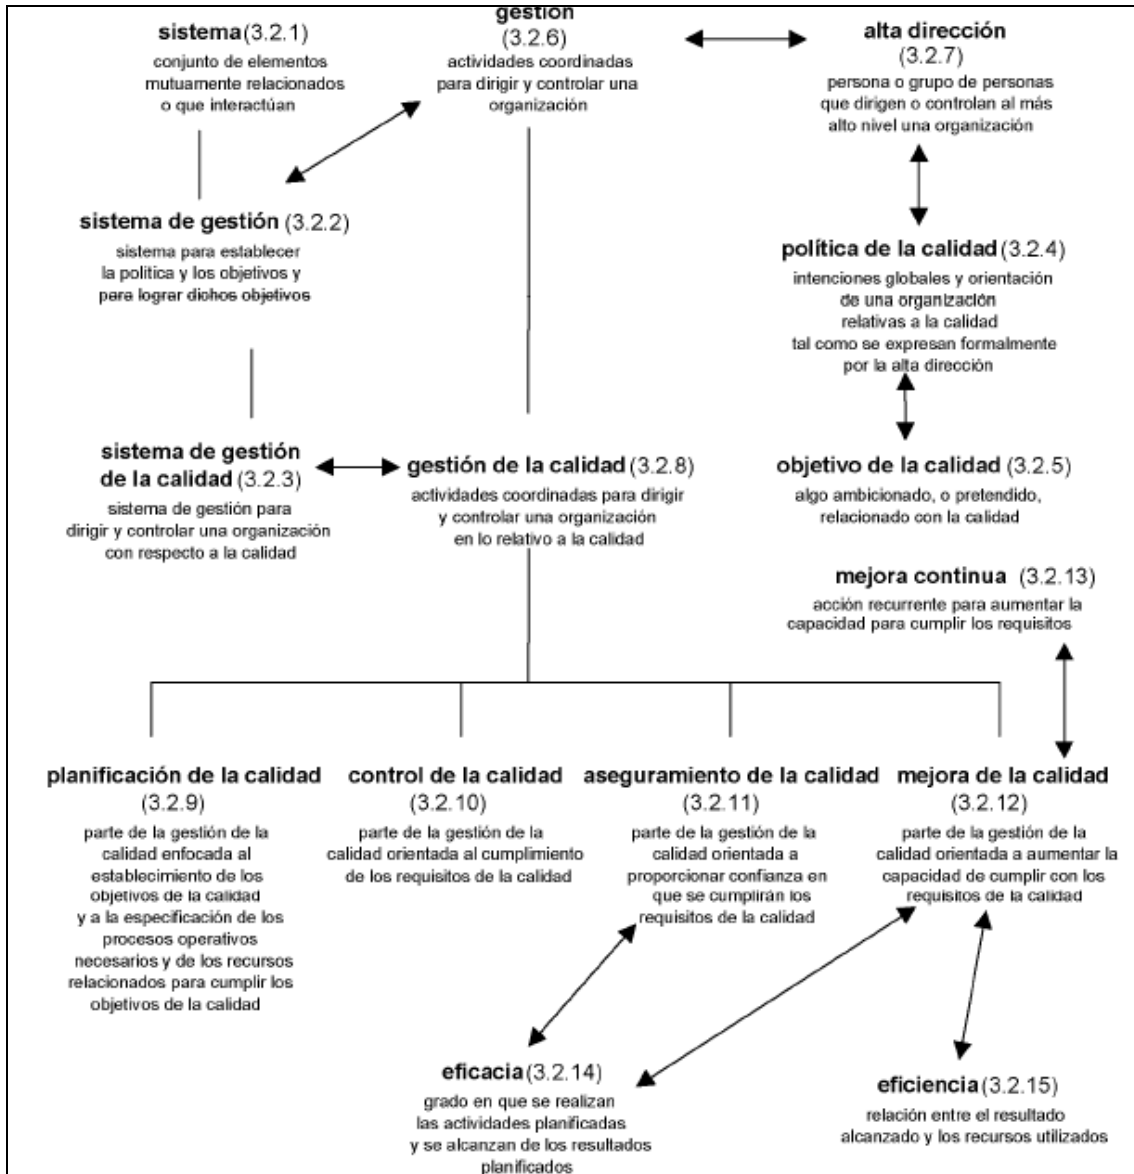 sistema (3.2.1)
conjunto de elementos
mutuamente relacionados
o que interactúan
gestión
(3.2.6)
actividades coordinadas
para dirigir y controlar una
organización
alta dirección
(3.2.7)
persona o grupo de personas
que dirigen o controlan al más
alto nivel una organización
sistema de gestión (3.2.2)
sistema para establecer
la política y los objetivos y
para lograr dichos objetivos
política de la calidad (3.2.4)
intenciones globales y orientación
de una organización
relativas a la calidad
tal como se expresan formalmente
por la alta dirección
sistema de gestión
de la calidad (3.2.3)
sistema de gestión para
dirigir y controlar una organización
con respecto a la calidad
gestión de la calidad (3.2.8)
actividades coordinadas para dirigir
y controlar una organización
en lo relativo a la calidad
objetivo de la calidad (3.2.5)
algo ambicionado, o pretendido,
relacionado con la calidad
mejora continua (3.2.13)
acción recurrente para aumentar la
capacidad para cumplir los requisitos
planificación de la calidad
(3.2.9)
parte de la gestión de la
calidad enfocada al
establecimiento de los
objetivos de la calidad
y a la especificación de los
procesos operativos
necesarios y de los recursos
relacionados para cumplir los
objetivos de la calidad
control de la calidad
(3.2.10)
parte de la gestión de la
calidad orientada al cumplimiento
de los requisitos de la calidad
aseguramiento de la calidad
(3.2.11)
parte de la gestión de la
calidad orientada a
proporcionar confianza en
que se cumplirán los
requisitos de la calidad
mejora de la calidad
(3.2.12)
parte de la gestión de la
calidad orientada a aumentar la
capacidad de cumplir con los
requisitos de la calidad
eficacia (3.2.14)
grado en que se realizan
las actividades planificadas
y se alcanzan de los resultados
planificados
eficiencia (3.2.15)
relación entre el resultado
alcanzado y los recursos utilizados